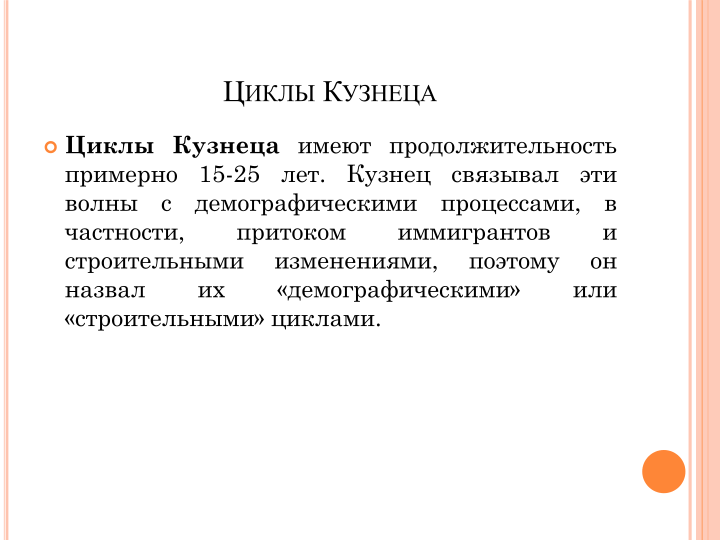 Циклы Кузнеца
Циклы Кузнеца имеют продолжительность
примерно 15-25 лет. Кузнец связывал эти
волны с демографическими процессами, в
частности, притоком иммигрантов и
строительными изменениями, поэтому он
назвал их «демографическими» или
«строительными» циклами.